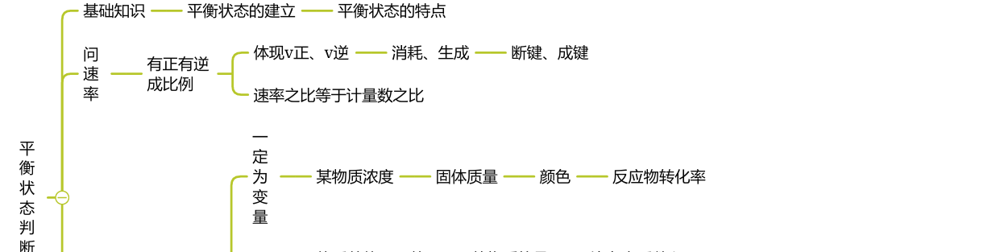 基础知识
平衡状态的建立
平衡状态的特点
问
速
率
有正有逆
成比例
体现v正、v逆
消耗、生成
断键、成键
速率之比等于计量数之比
平
衡
状
态
判
断
一
定
为
变
量
某物质浓度
固体质量
颜色
反应物转化率